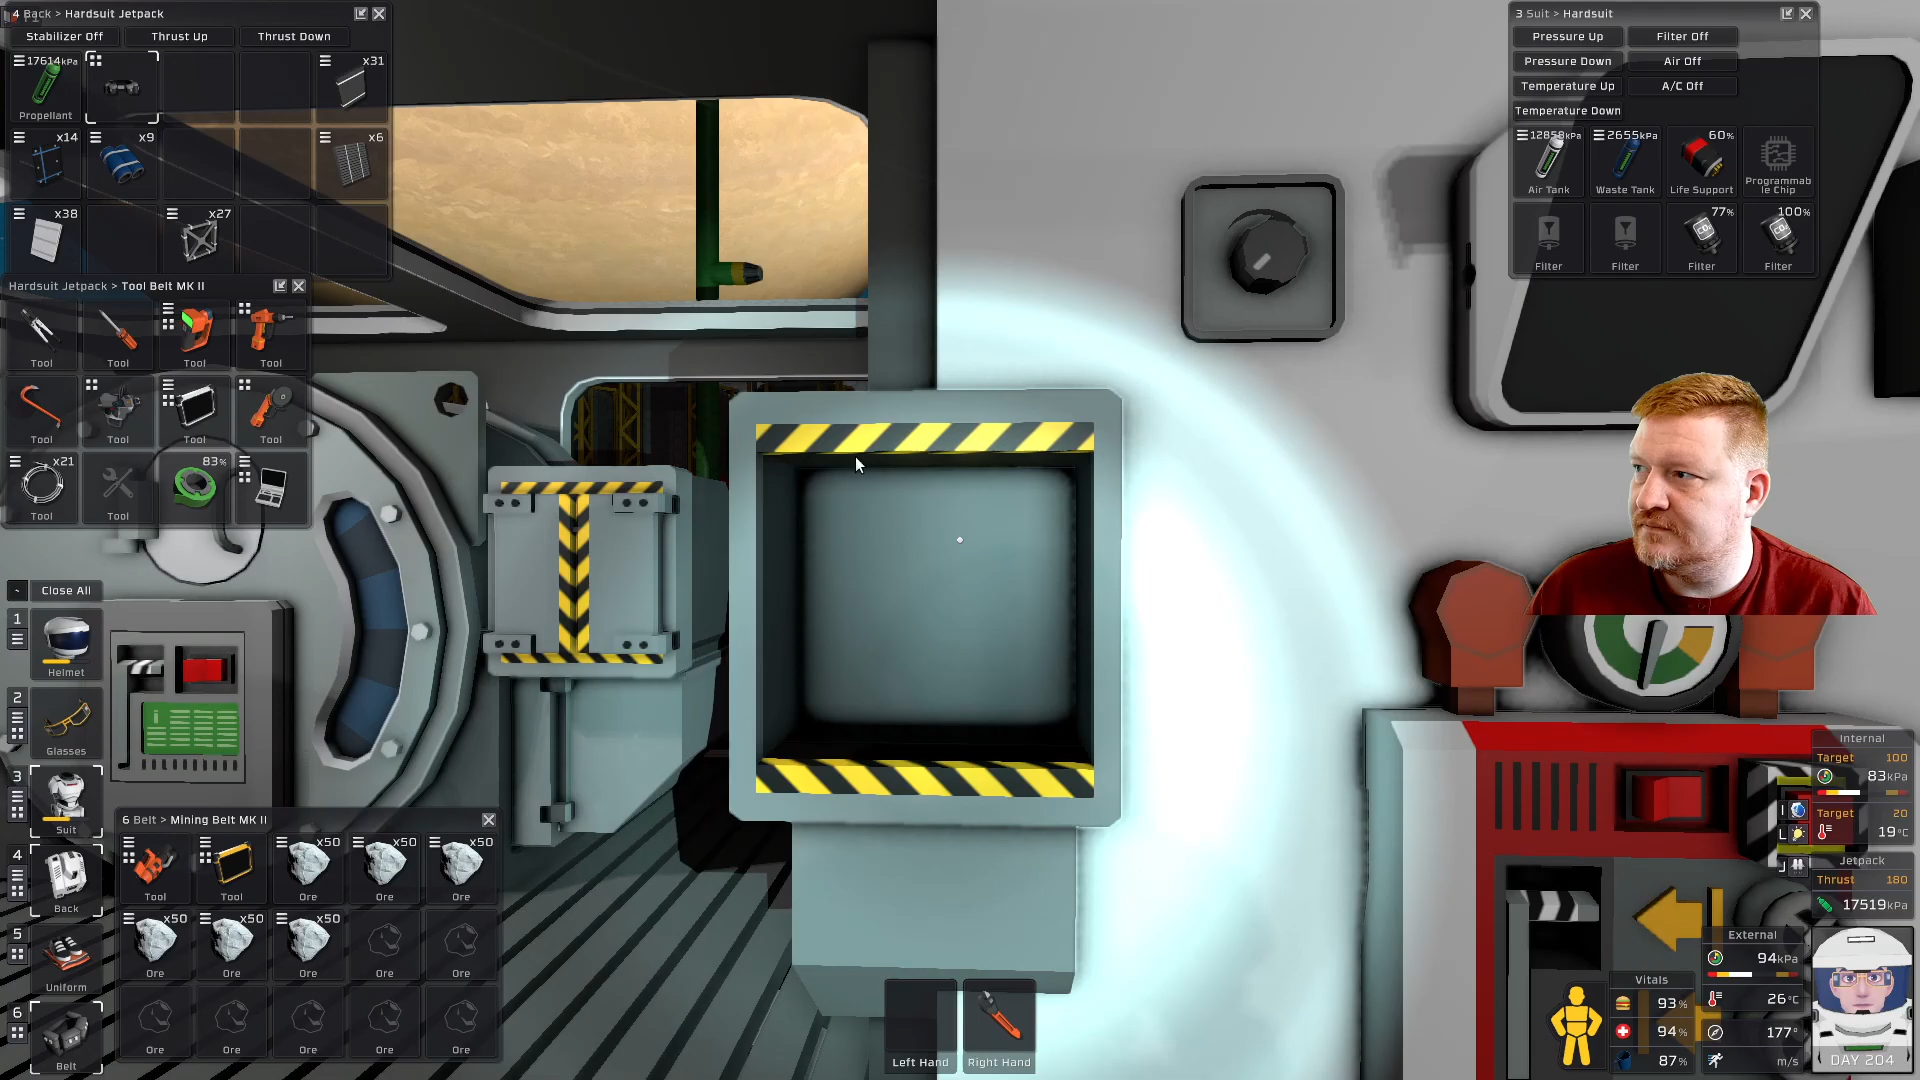 4 Back > Hardsuit Jetpack
Stabilizer Off
Thrust Up
Thrust Down
17614kPa
x31
Propellant
x14
x9
x6
x38
x27
Hardsuit Jetpack > Tool Belt MK II
Tool
Tool
Tool
Tool
Tool
Tool
Tool
Tool
x21
83%
Tool
Tool
~
Close All
1
Helmet
2
Glasses
3
Suit
4
Back
5
Uniform
6
Belt
6 Belt > Mining Belt MK II
x50
x50
x50
Tool
Tool
Ore
Ore
Ore
x50
x50
x50
Ore
Ore
Ore
Ore
Ore
Ore
Ore
Ore
Ore
Ore
Left Hand
Right Hand
3 Suit > Hardsuit
Pressure Up
Filter Off
Pressure Down
Air Off
Temperature Up
A/C Off
Temperature Down
12858kPa
2655kPa
60%
Air Tank
Waste Tank
Life Support
Programmab
le Chip
77%
100%
Filter
Filter
Filter
Filter
Internal
Target 100
83kPa
Target 20
19°C
Jetpack
Thrust 180
17519kPa
External
94kPa
26°C
177°
m/s
Vitals
93%
94%
87%
DAY 204